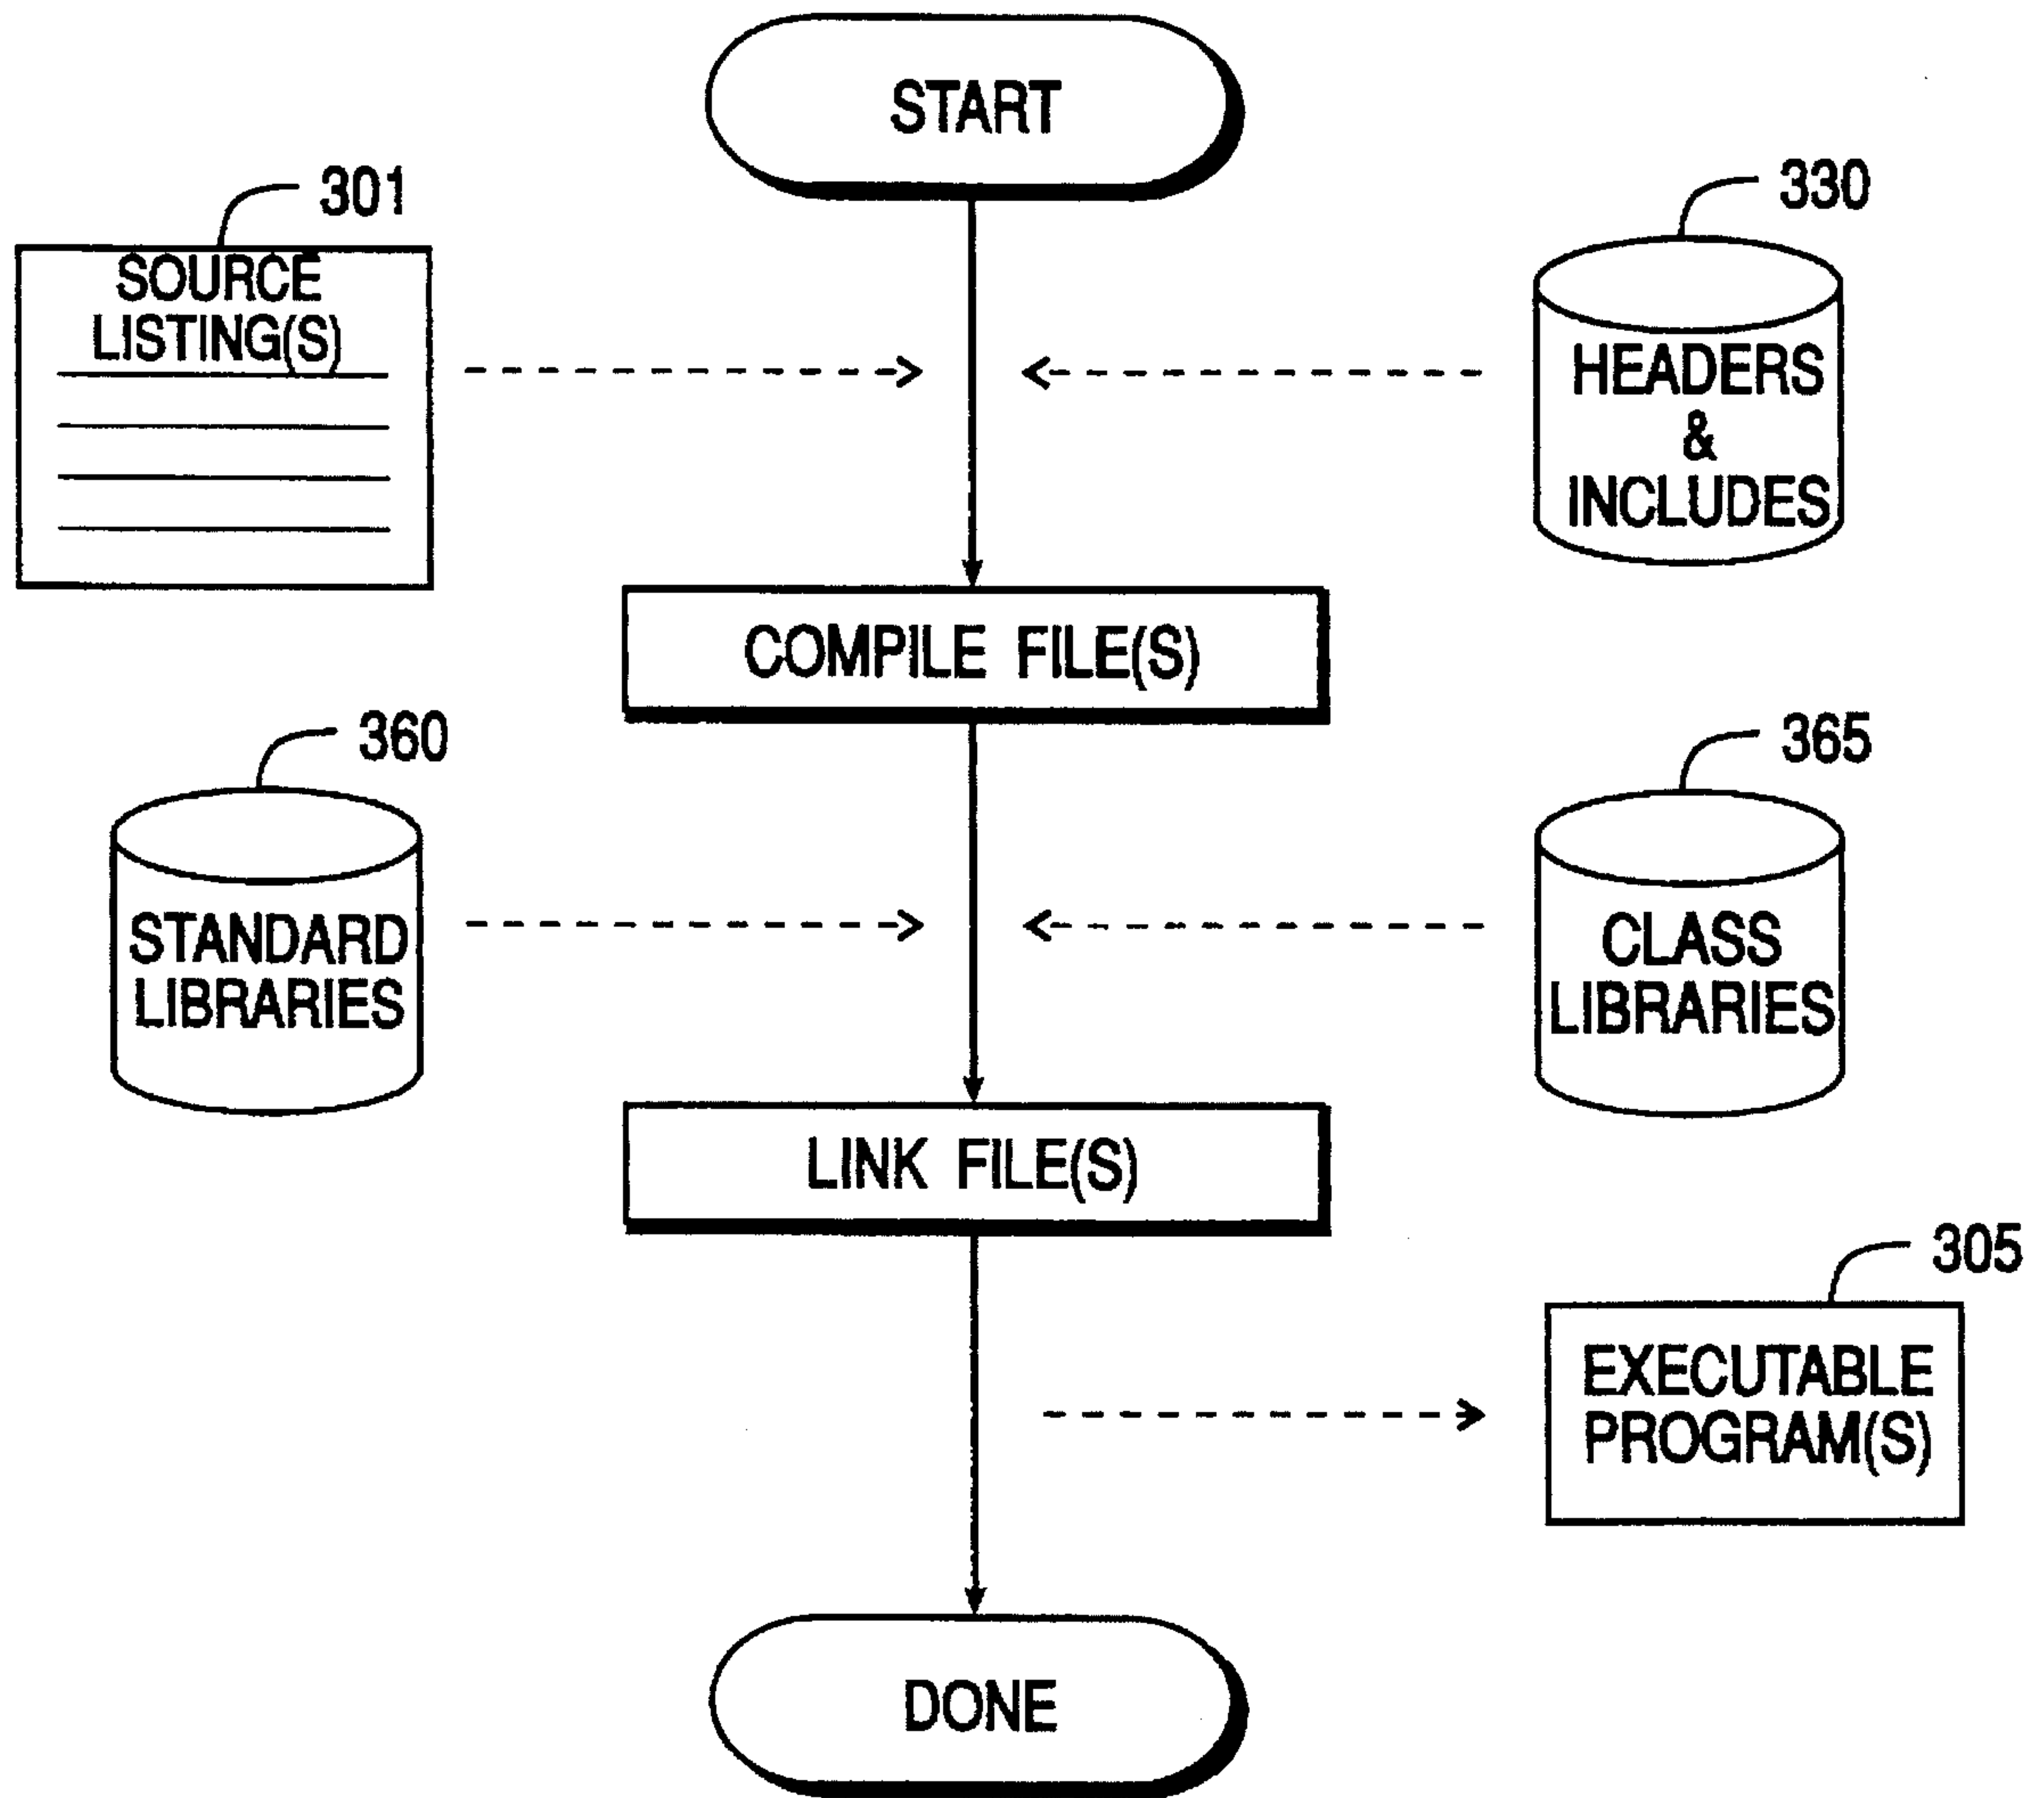 START
301
330
SOURCE
LISTING(S)
HEADERS
&
INCLUDES
COMPILE FILE(S)
360
365
STANDARD
LIBRARIES
CLASS
LIBRARIES
LINK FILE(S)
305
EXECUTABLE
PROGRAM(S)
DONE